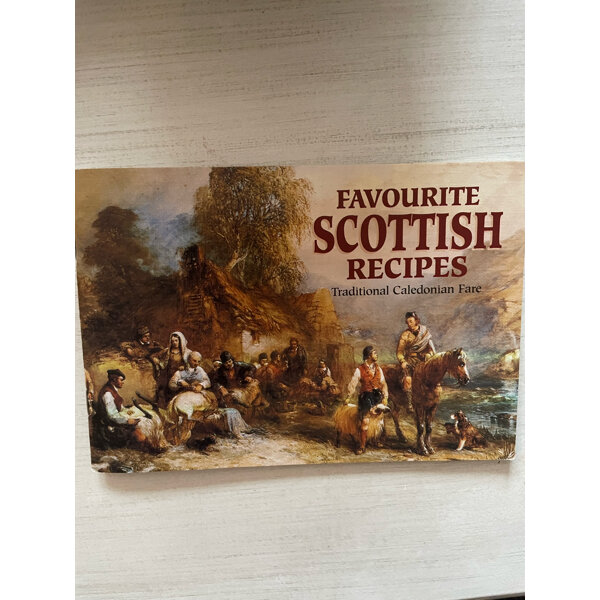 FAVOURITE
SCOTTISH
RECIPES
Traditional Caledonian Fare